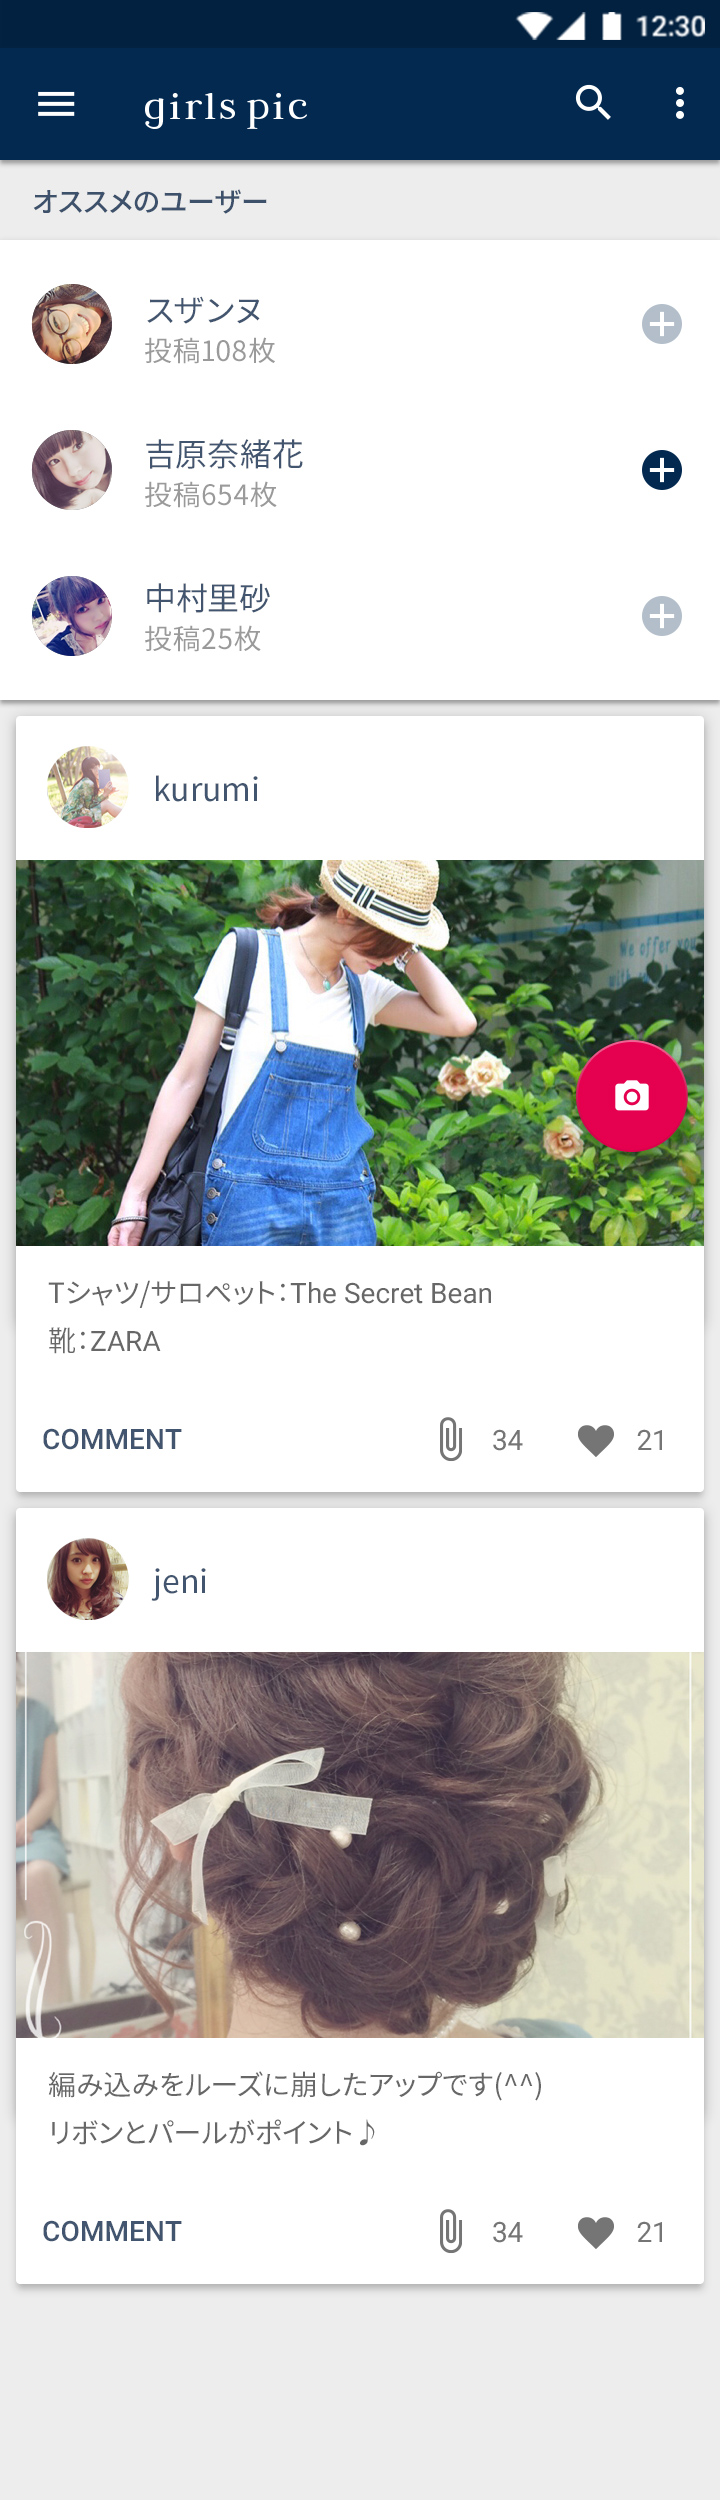 12:30
girls pic
オススメのユーザー
スザンヌ
投稿108枚
吉原奈緒花
投稿654枚
中村里砂
投稿25枚
kurumi
We offer you
with
Tシャツ/サロペット：The Secret Bean
靴：ZARA
COMMENT 34 21
jeni
編み込みをルーズに崩したアップです(^^)
リボンとパールがポイント♪
COMMENT 34 21